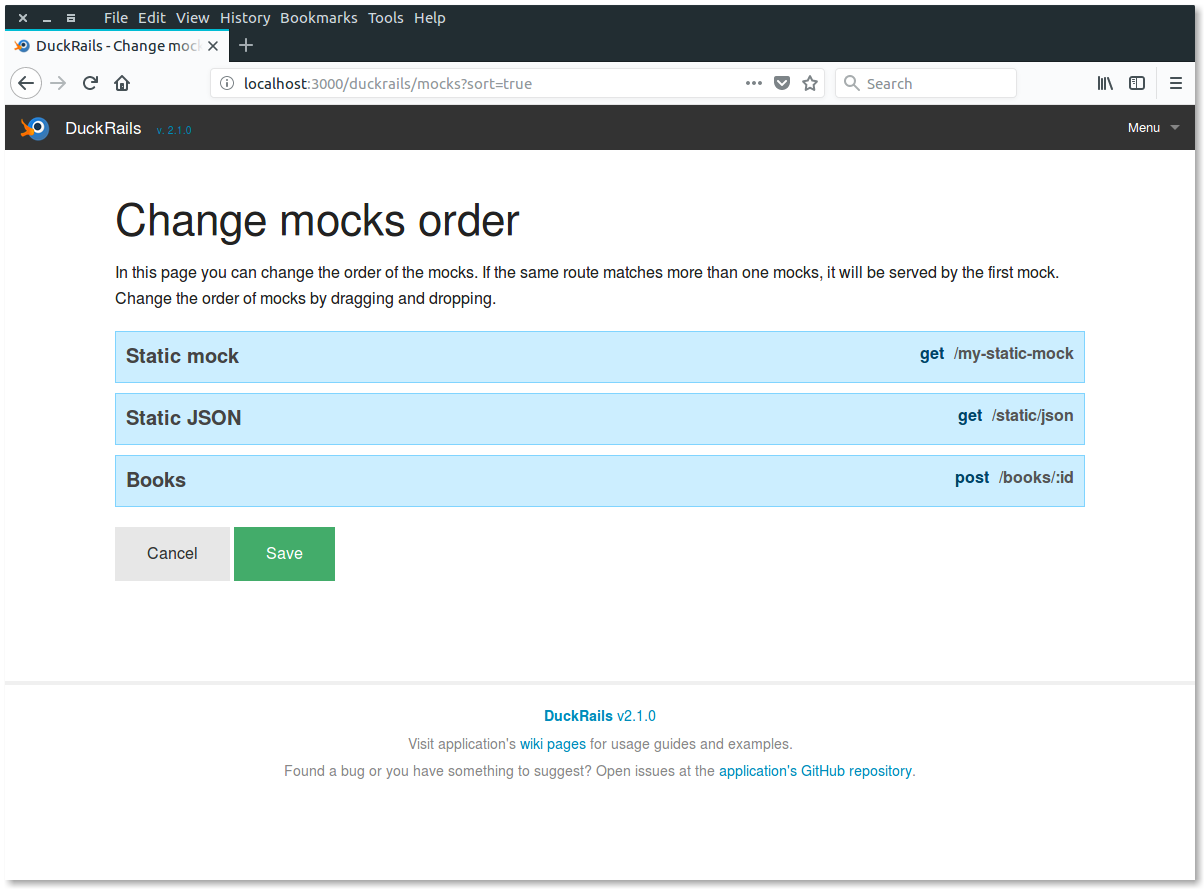 File Edit View History Bookmarks Tools Help
DuckRails - Change moc
localhost:3000/duckrails/mocks?sort=true
Search
DuckRails v. 2.1.0
Menu
Change mocks order
In this page you can change the order of the mocks. If the same route matches more than one mocks, it will be served by the first mock.
Change the order of mocks by dragging and dropping.
Static mock get /my-static-mock
Static JSON get /static/json
Books post /books/:id
Cancel Save
DuckRails v2.1.0
Visit application's wiki pages for usage guides and examples.
Found a bug or you have something to suggest? Open issues at the application's GitHub repository.